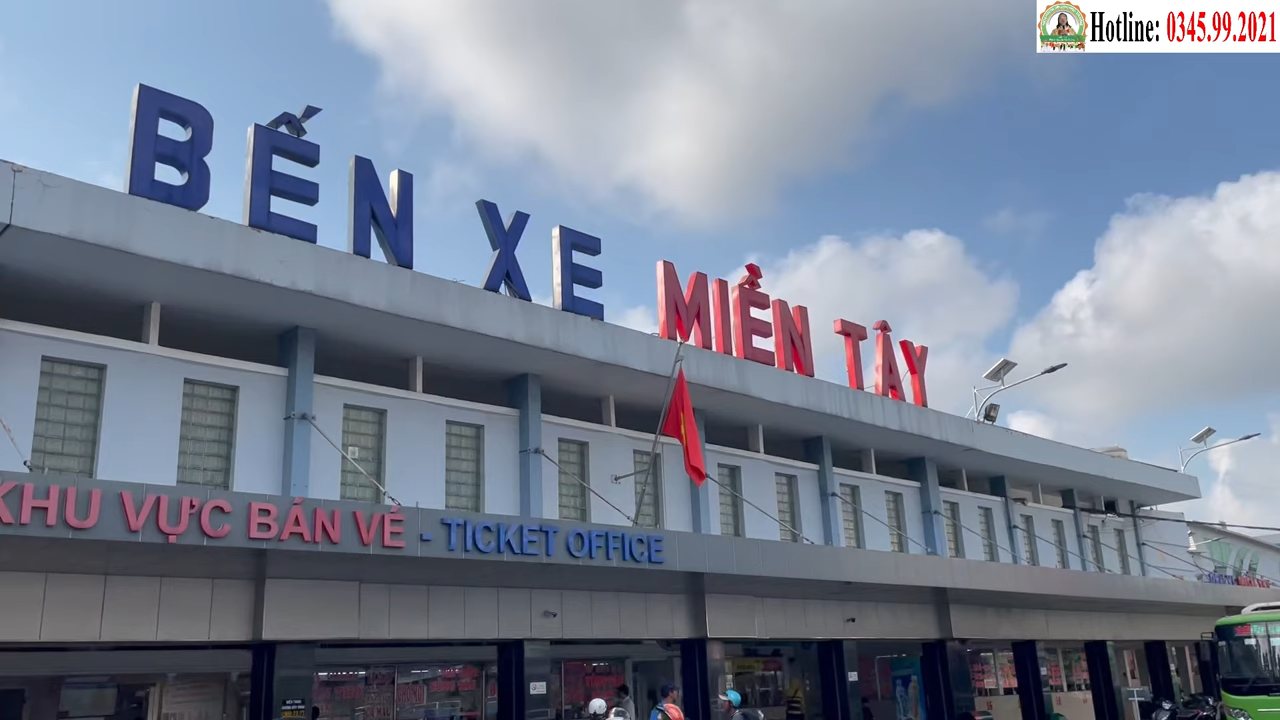 Hotline: 0345.99.2021
BẾN XE MIỀN TÂY
KHU VỰC BÁN VÉ - TICKET OFFICE